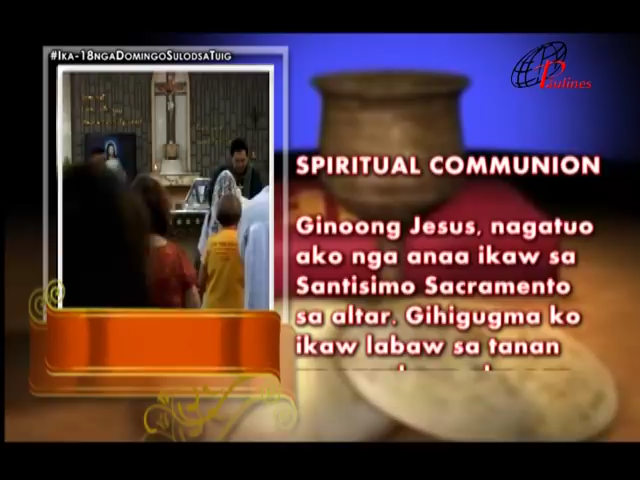 #Ika-18ngaDomingoSulodsaTuig
Paulines
SPIRITUAL COMMUNION
Ginoong Jesus, nagatuo
ako nga anaa ikaw sa
Santisimo Sacramento
sa altar. Gihigugma ko
ikaw labaw sa tanan